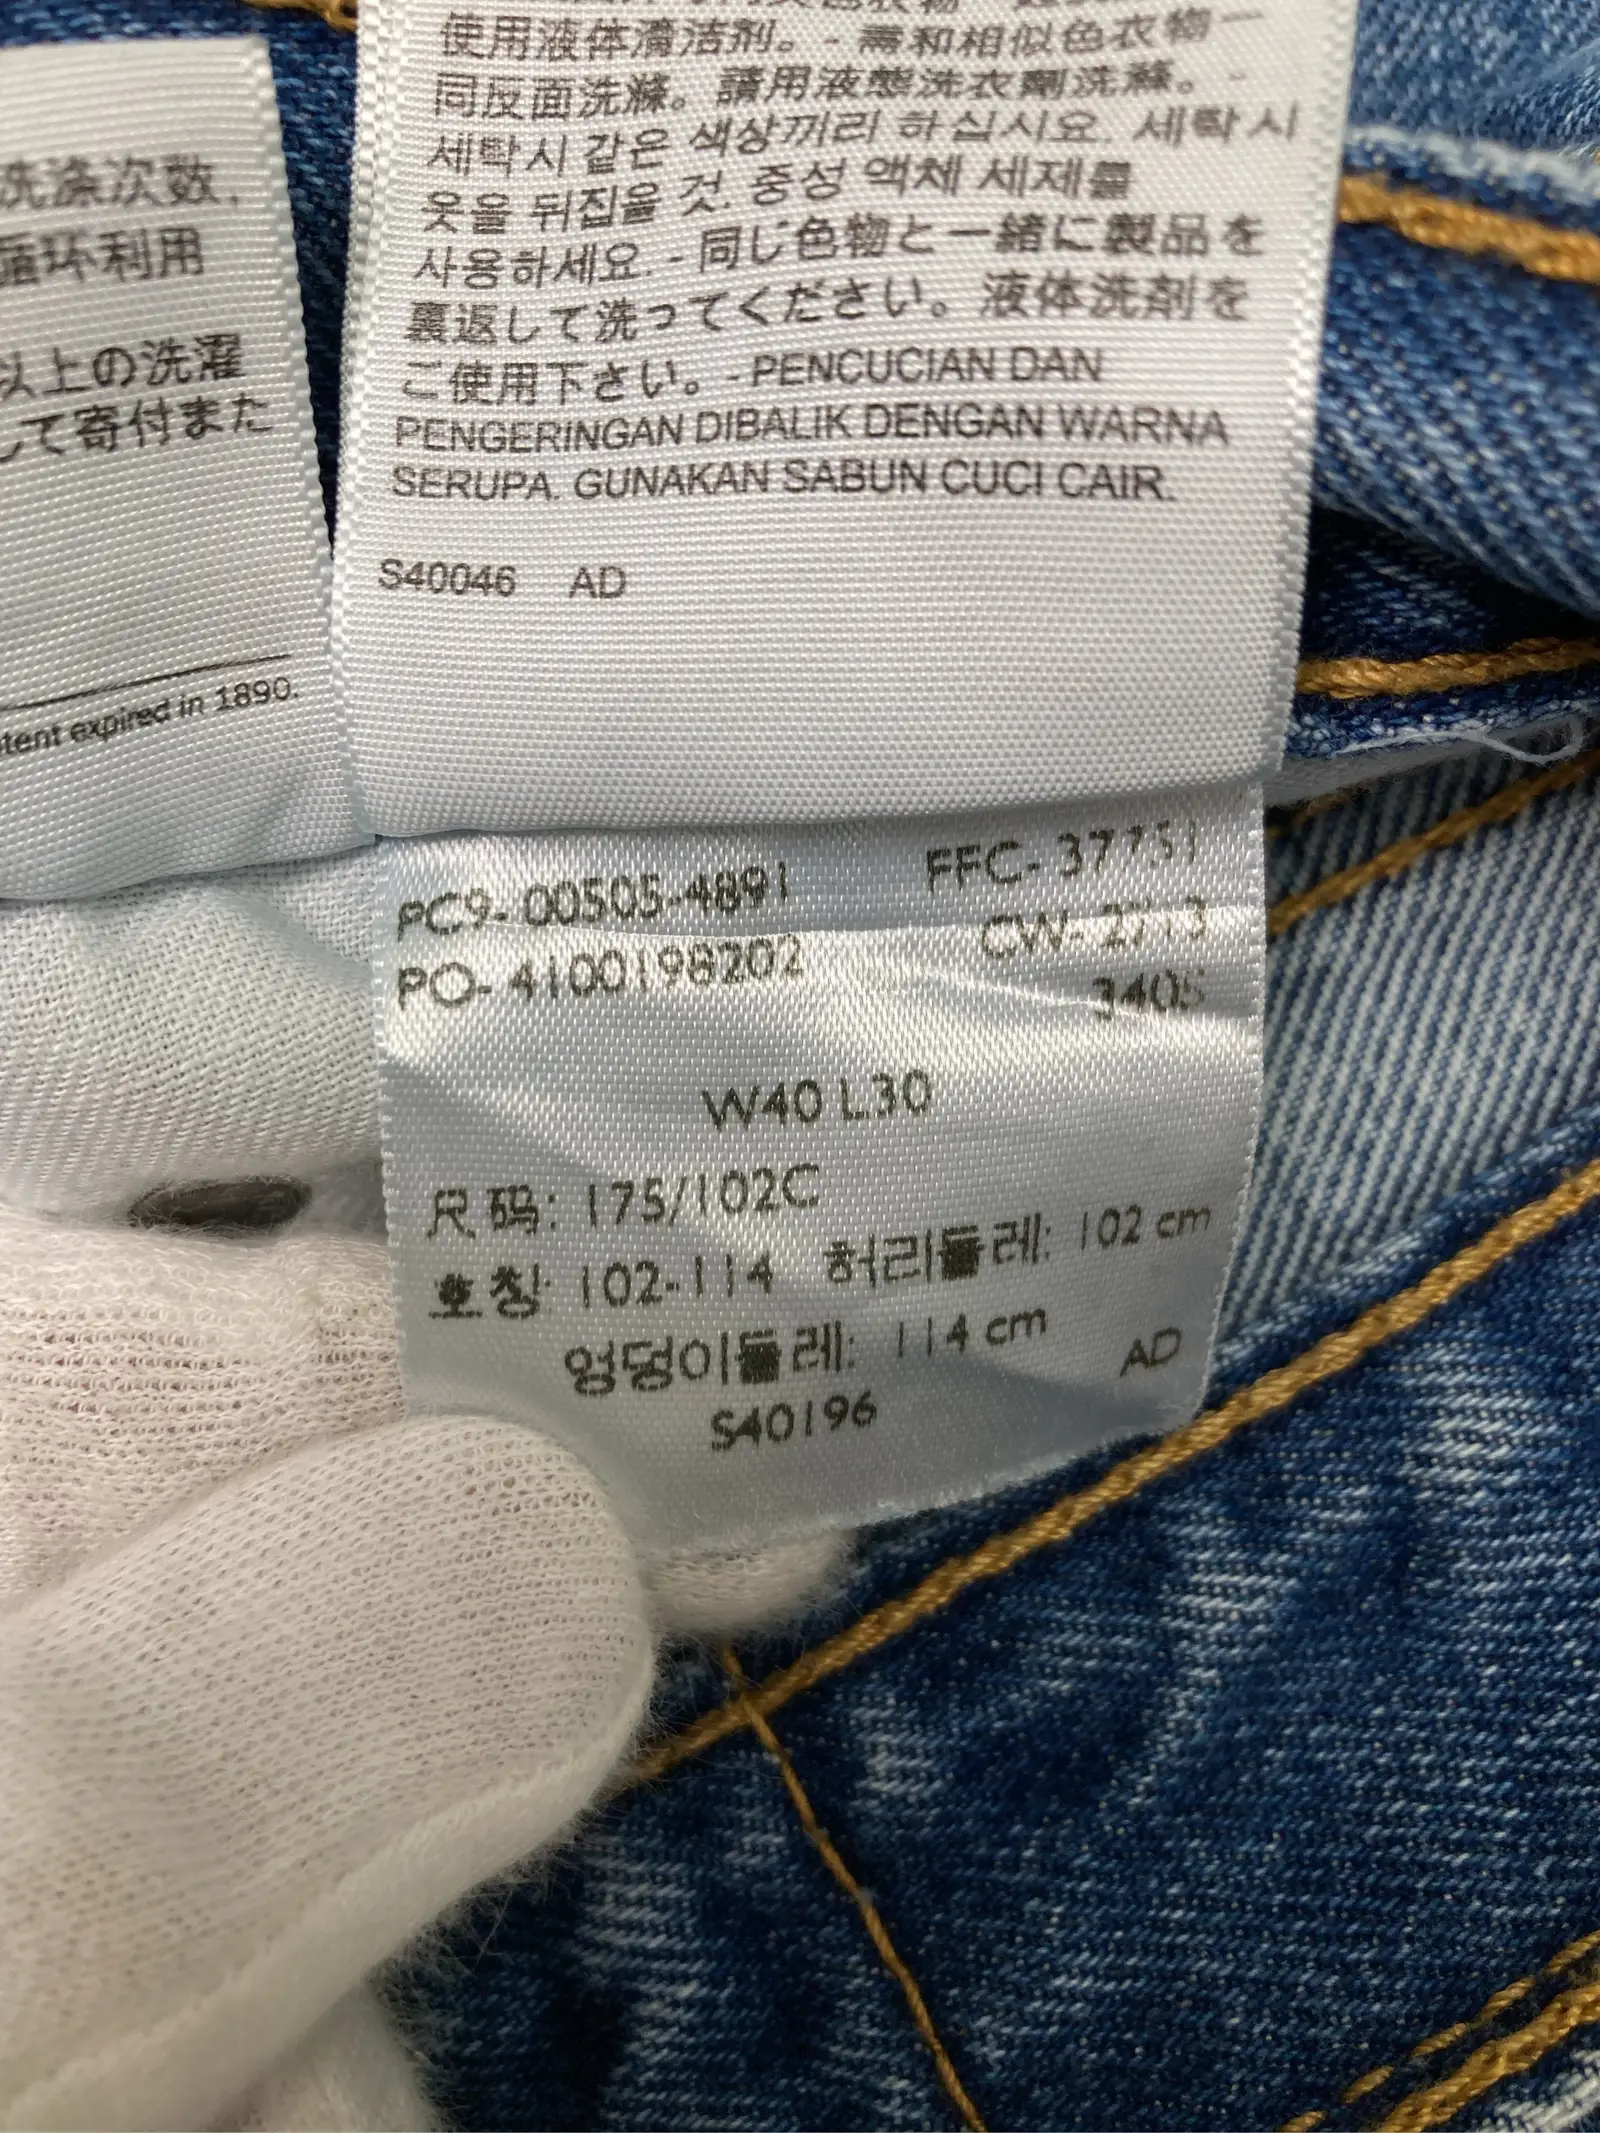 使用液体清洁剂。- 需和相似色衣物一
同反面洗滌。請用液態洗衣劑洗滌。-
세탁시 같은 색상끼리 하십시요. 세탁시
옷을 뒤집을 것. 중성 액체 세제를
사용하세요. - 同じ色物と一緒に製品を
裏返して洗ってください。液体洗剤を
ご使用下さい。- PENCUCIAN DAN
PENGERINGAN DIBALIK DENGAN WARNA
SERUPA. GUNAKAN SABUN CUCI CAIR.
S40046 AD
洗涤次数,
循环利用
以上の洗濯
して寄付また
expired in 1890.
PC9- 00505-4891 FFC- 37751
PO- 4100198202 CW-
3405
W40 L30
尺码: 175/102C
호칭: 102-114 허리둘레: 102 cm
엉덩이둘레: 114 cm
AD
S40196